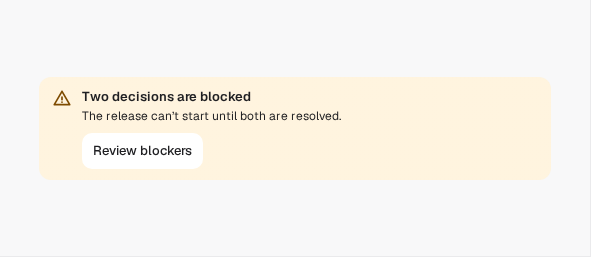 Two decisions are blocked
The release can't start until both are resolved.
Review blockers